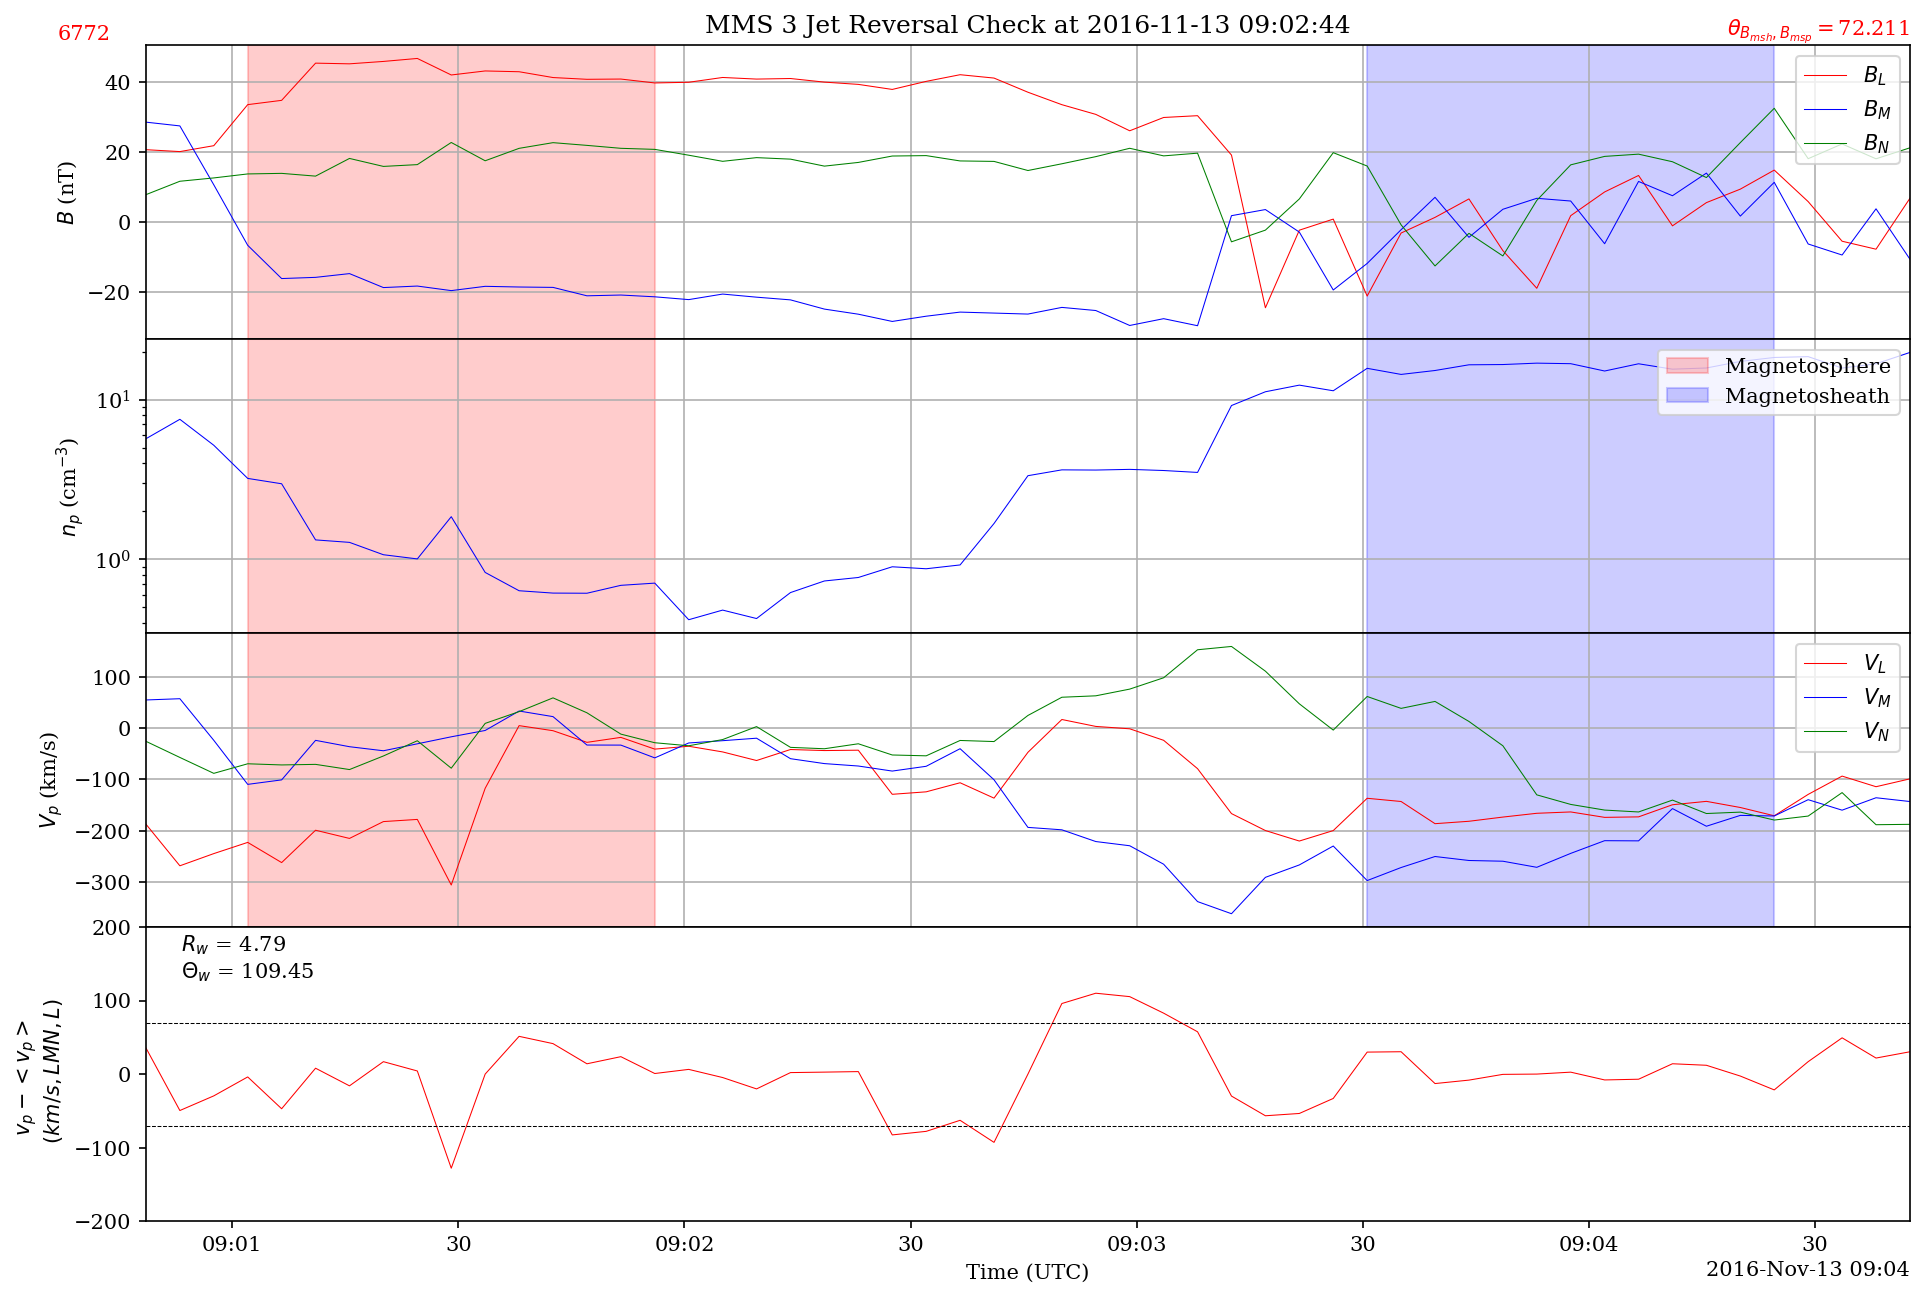 MMS 3 Jet Reversal Check at 2016-11-13 09:02:44
6772
θ_{B_{msh}, B_{msp}} = 72.211
40
20
0
−20
B (nT)
B_L
B_M
B_N
10^1
10^0
n_p (cm^{−3})
Magnetosphere
Magnetosheath
100
0
−100
−200
−300
V_p (km/s)
V_L
V_M
V_N
200
100
0
−100
−200
v_p − <v_p>
(km/s, LMN, L)
R_w = 4.79
Θ_w = 109.45
09:01
30
09:02
30
09:03
30
09:04
30
Time (UTC)
2016-Nov-13 09:04